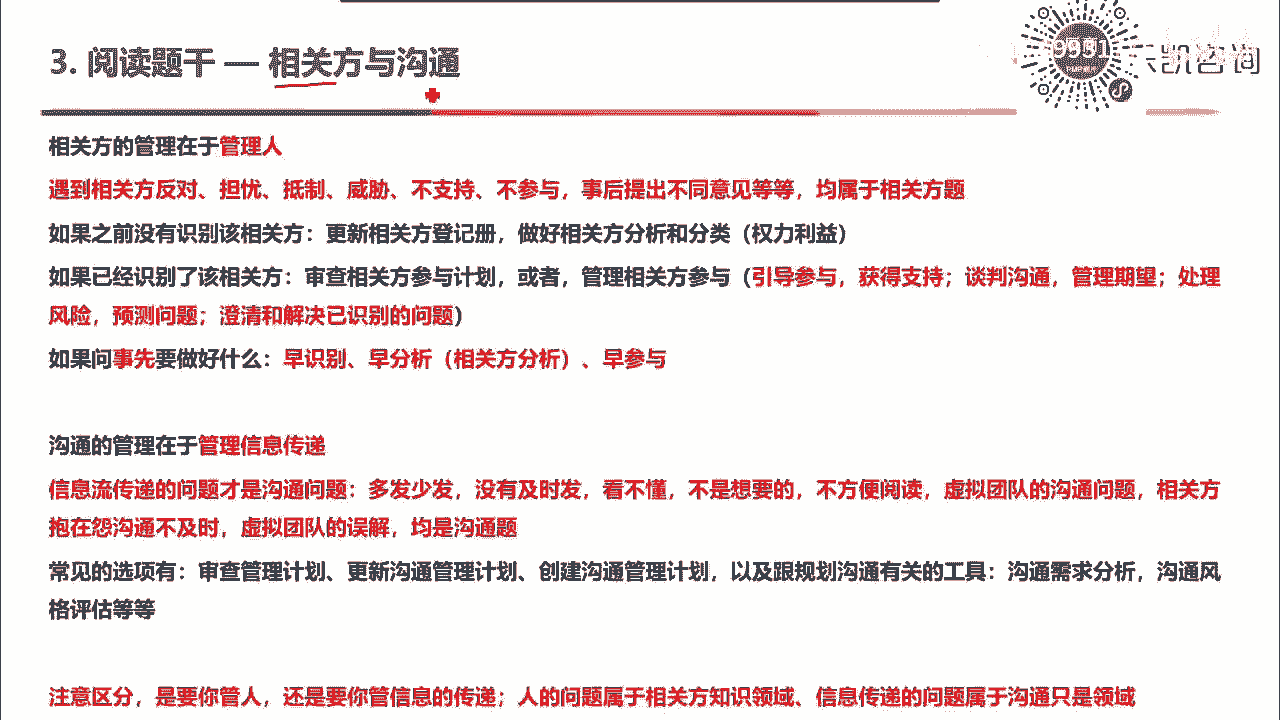 3. 阅读题干 — 相关方与沟通
凯咨询
相关方的管理在于管理人
遇到相关方反对、担忧、抵制、威胁、不支持、不参与，事后提出不同意见等等，均属于相关方题
如果之前没有识别该相关方：更新相关方登记册，做好相关方分析和分类（权力利益）
如果已经识别了该相关方：审查相关方参与计划，或者，管理相关方参与（引导参与，获得支持；谈判沟通，管理期望；处理
风险，预测问题；澄清和解决已识别的问题）
如果问事先要做好什么：早识别、早分析（相关方分析）、早参与
沟通的管理在于管理信息传递
信息流传递的问题才是沟通问题：多发少发，没有及时发，看不懂，不是想要的，不方便阅读，虚拟团队的沟通问题，相关方
抱在怨沟通不及时，虚拟团队的误解，均是沟通题
常见的选项有：审查管理计划、更新沟通管理计划、创建沟通管理计划，以及跟规划沟通有关的工具：沟通需求分析，沟通风
格评估等等
注意区分，是要你管人，还是要你管信息的传递；人的问题属于相关方知识领域、信息传递的问题属于沟通只是领域